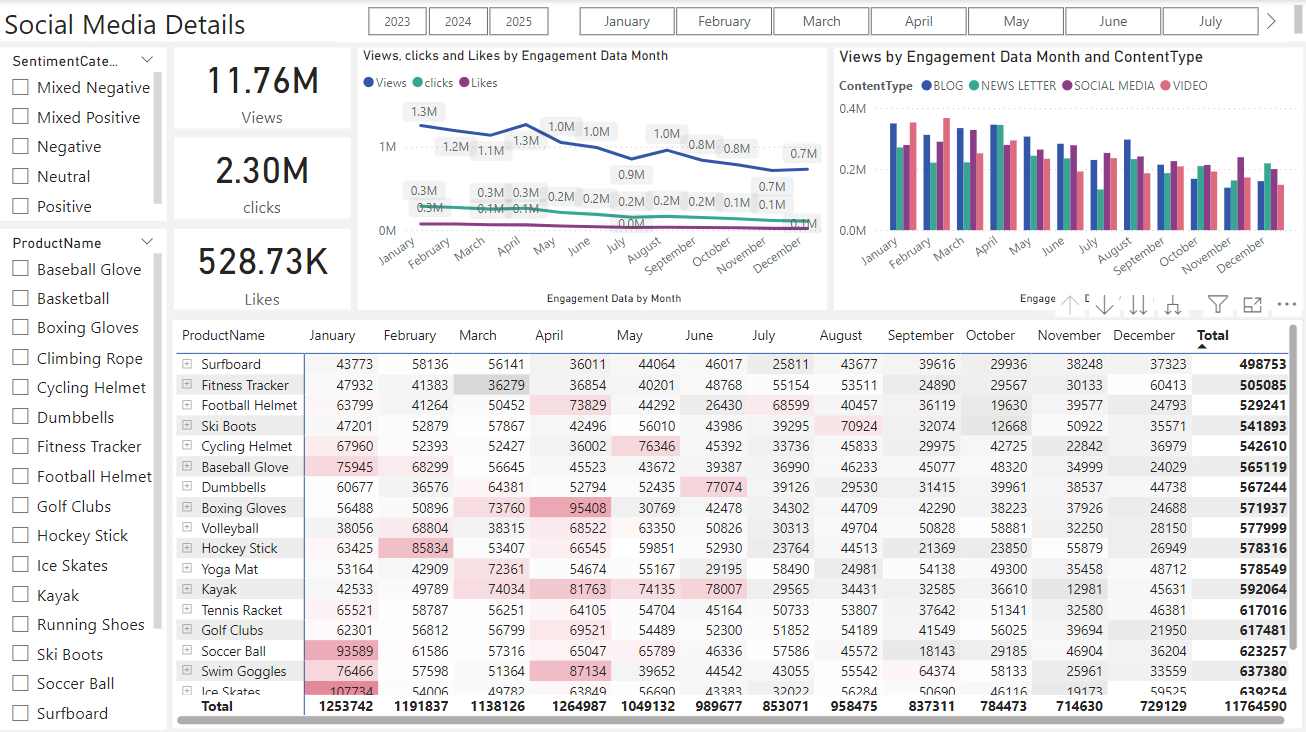 Social Media Details
2023 2024 2025 January February March April May June July
SentimentCate...
Mixed Negative
Mixed Positive
Negative
Neutral
Positive
ProductName
Baseball Glove
Basketball
Boxing Gloves
Climbing Rope
Cycling Helmet
Dumbbells
Fitness Tracker
Football Helmet
Golf Clubs
Hockey Stick
Ice Skates
Kayak
Running Shoes
Ski Boots
Soccer Ball
Surfboard
11.76M
Views
2.30M
clicks
528.73K
Likes
Views, clicks and Likes by Engagement Data Month
Views clicks Likes
1.3M 1.2M 1.1M 1.3M 1.0M 1.0M 0.9M 1.0M 0.8M 0.8M 0.7M 0.7M
1M
0.3M 0.3M 0.3M 0.2M 0.2M 0.2M 0.2M 0.2M 0.1M 0.1M
0.3M 0.1M 0.1M 0.0M 0.1M
0M
January February March April May June July August September October November December
Engagement Data by Month
Views by Engagement Data Month and ContentType
ContentType BLOG NEWS LETTER SOCIAL MEDIA VIDEO
0.4M
0.2M
0.0M
January February March April May June July August September October November December
Engage
ProductName January February March April May June July August September October November December Total
Surfboard 43773 58136 56141 36011 44064 46017 25811 43677 39616 29936 38248 37323 498753
Fitness Tracker 47932 41383 36279 36854 40201 48768 55154 53511 24890 29567 30133 60413 505085
Football Helmet 63799 41264 50452 73829 44292 26430 68599 40457 36119 19630 39577 24793 529241
Ski Boots 47201 52879 57867 42496 56010 43986 39295 70924 32074 12668 50922 35571 541893
Cycling Helmet 67960 52393 52427 36002 76346 45392 33736 45833 29975 42725 22842 36979 542610
Baseball Glove 75945 68299 56645 45523 43672 39387 36990 46233 45077 48320 34999 24029 565119
Dumbbells 60677 36576 64381 52794 52435 77074 39126 29530 31415 39961 38537 44738 567244
Boxing Gloves 56488 50896 73760 95408 30769 42478 34302 44709 42290 38223 37926 24688 571937
Volleyball 38056 68804 38315 68522 63350 50826 30313 49704 50828 58881 32250 28150 577999
Hockey Stick 63425 85834 53407 66545 59851 52930 23764 44513 21369 23850 55879 26949 578316
Yoga Mat 53164 42909 72361 54674 55167 29195 58490 24981 54138 49300 35458 48712 578549
Kayak 42533 49789 74034 81763 74135 78007 29565 34431 32585 36610 12981 45631 592064
Tennis Racket 65521 58787 56251 64105 54704 45164 50733 53807 37642 51341 32580 46381 617016
Golf Clubs 62301 56812 56799 69521 54489 52300 51852 54189 41549 56025 39694 21950 617481
Soccer Ball 93589 61586 57316 65047 65789 46336 57586 45572 18143 29185 46904 36204 623257
Swim Goggles 76466 57598 51364 87134 39652 44542 43055 55542 64374 58133 25961 33559 637380
Ice Skates 107734 54006 49782 63849 56690 43383 32022 56284 50690 46116 19173 59525 639254
Total 1253742 1191837 1138126 1264987 1049132 989677 853071 958475 837311 784473 714630 729129 11764590